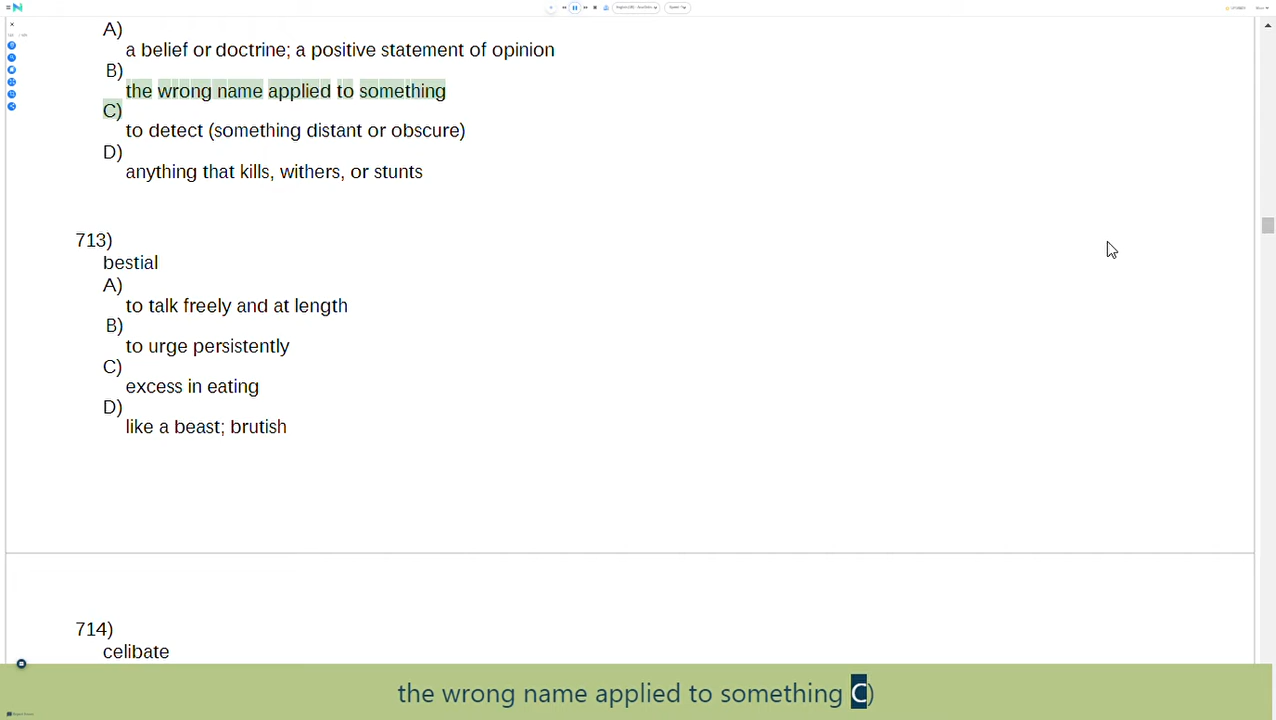 A)
a belief or doctrine; a positive statement of opinion
B)
the wrong name applied to something
C)
to detect (something distant or obscure)
D)
anything that kills, withers, or stunts
713)
bestial
A)
to talk freely and at length
B)
to urge persistently
C)
excess in eating
D)
like a beast; brutish
714)
celibate
the wrong name applied to something C)